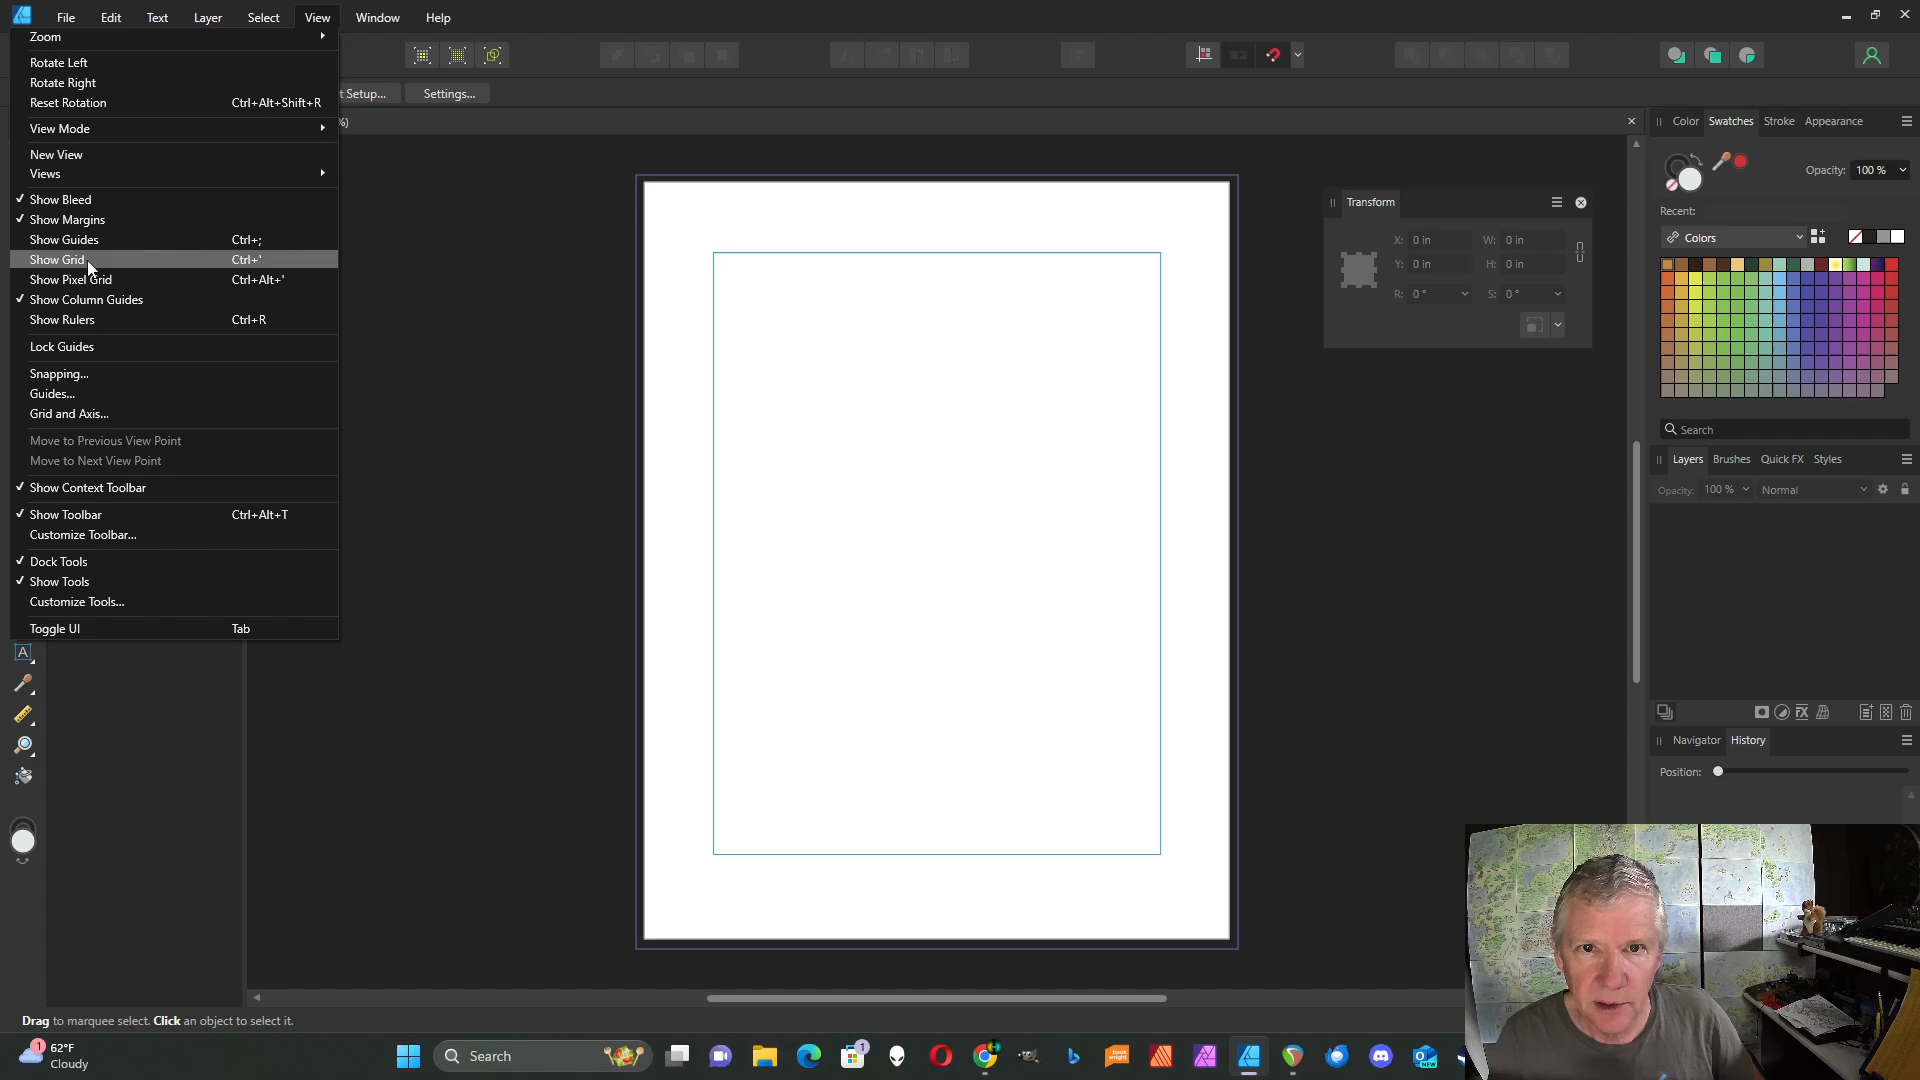 File Edit Text Layer Select View Window Help
Zoom
Rotate Left
Rotate Right
Reset Rotation Ctrl+Alt+Shift+R
t Setup... Settings...
View Mode
%)
New View
Views
Show Bleed
Show Margins
Show Guides Ctrl+;
Show Grid Ctrl+'
Show Pixel Grid Ctrl+Alt+'
Show Column Guides
Show Rulers Ctrl+R
Lock Guides
Snapping...
Guides...
Grid and Axis...
Move to Previous View Point
Move to Next View Point
Show Context Toolbar
Show Toolbar Ctrl+Alt+T
Customize Toolbar...
Dock Tools
Show Tools
Customize Tools...
Toggle UI Tab
A
Transform
X: 0 in W: 0 in
Y: 0 in H: 0 in
R: 0 ° S: 0 °
Color Swatches Stroke Appearance
Opacity: 100 %
Recent:
Colors
Search
Layers Brushes Quick FX Styles
Opacity: 100 % Normal
Navigator History
Position:
Drag to marquee select. Click an object to select it.
1
62°F
Cloudy
Search
1
book
wright
NEW